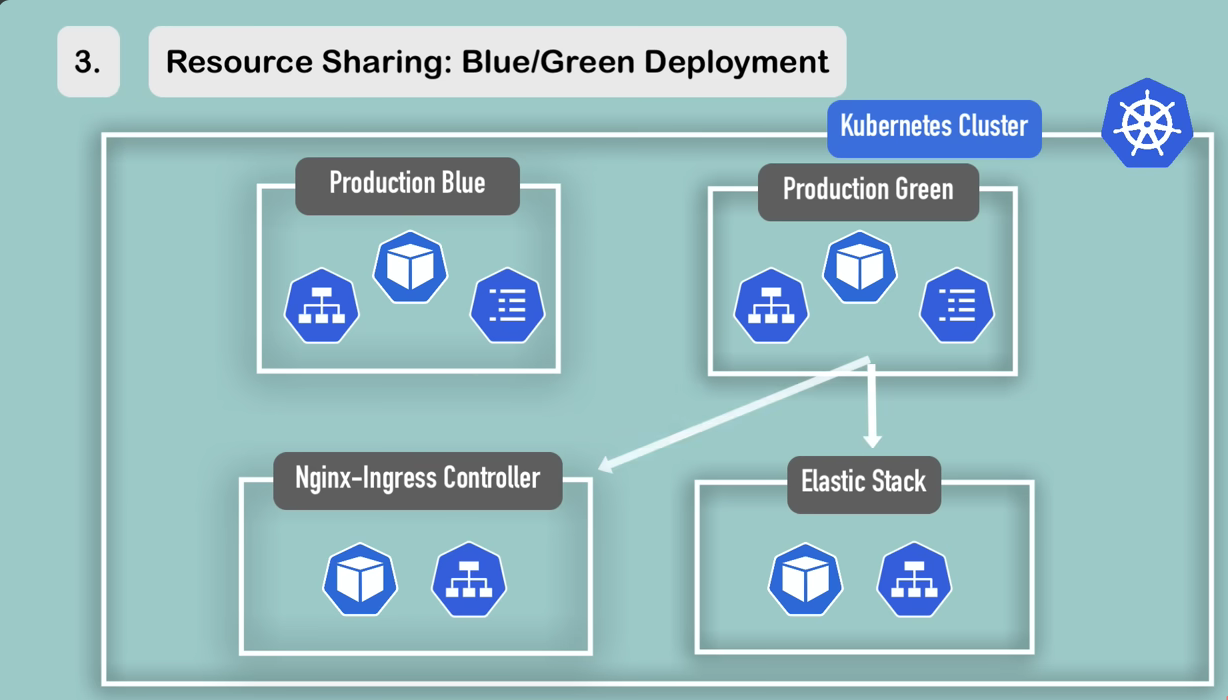 3.
Resource Sharing: Blue/Green Deployment
Kubernetes Cluster
Production Blue
Production Green
Nginx-Ingress Controller
Elastic Stack